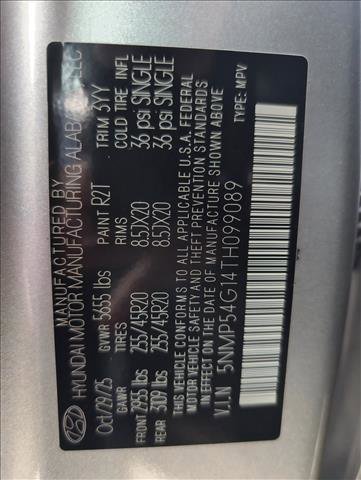 MANUFACTURED BY
HYUNDAI MOTOR MANUFACTURING ALABAMA, LLC
Oct/29/25 GVWR 5655 lbs PAINT R2T TRIM 3YY
GAWR TIRES RIMS COLD TIRE INFL
FRONT 2955 lbs 255/45R20 8.5JX20 36 psi SINGLE
REAR 3109 lbs 255/45R20 8.5JX20 36 psi SINGLE
THIS VEHICLE CONFORMS TO ALL APPLICABLE U.S.A. FEDERAL
MOTOR VEHICLE SAFETY AND THEFT PREVENTION STANDARDS
IN EFFECT ON THE DATE OF MANUFACTURE SHOWN ABOVE
V.I.N 5NMP54G14TH099089 TYPE: MPV